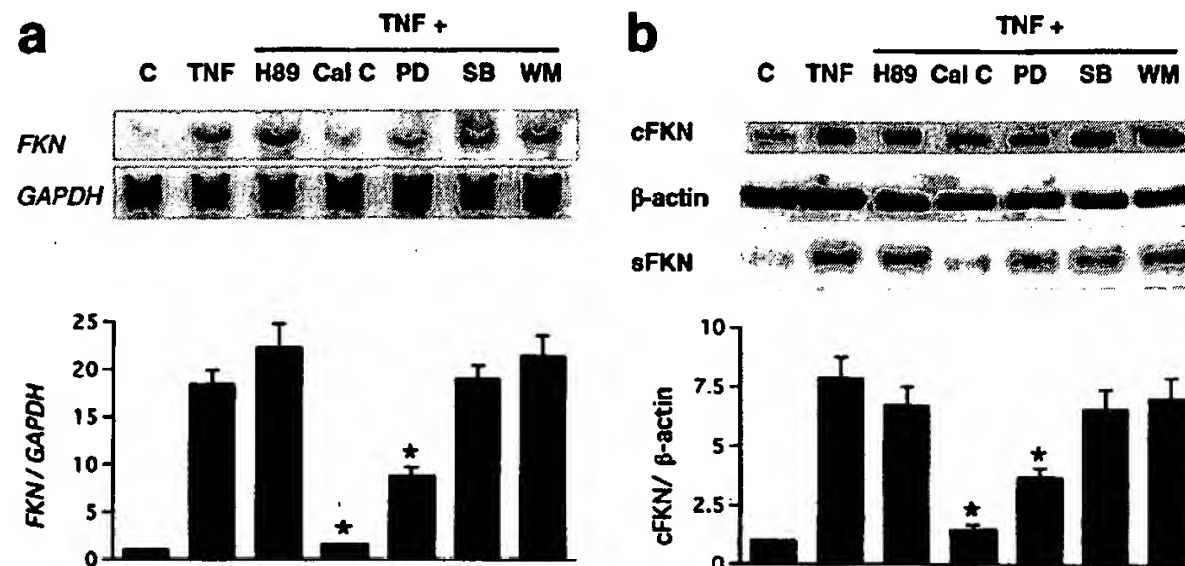 a
TNF +
C TNF H89 Cal C PD SB WM
FKN
GAPDH
25
20
15
10
5
0
FKN / GAPDH
★
★
b
TNF +
C TNF H89 Cal C PD SB WM
cFKN
β-actin
sFKN
10
7.5
5
2.5
0
cFKN/ β-actin
★
★